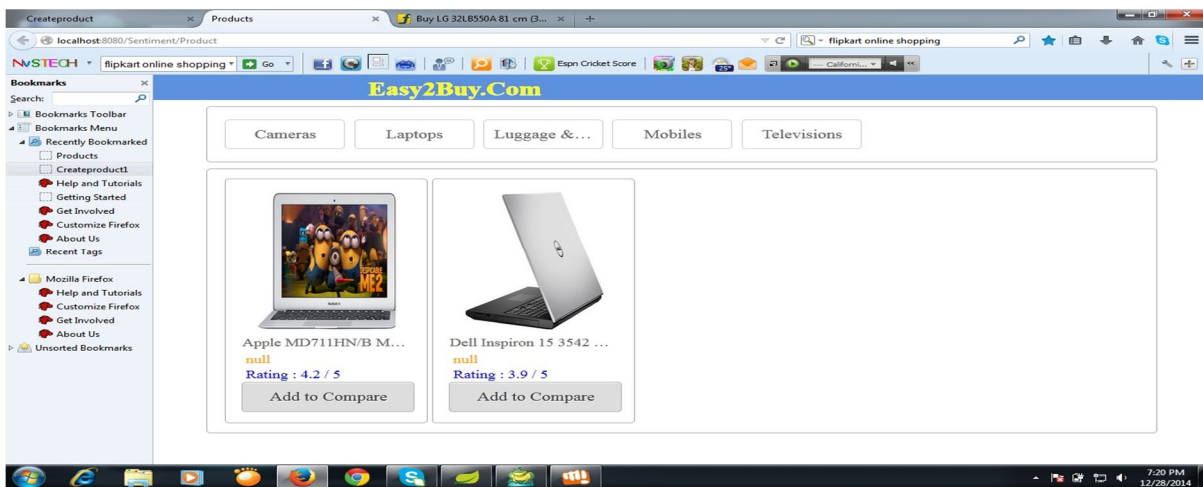 Createproduct × Products × Buy LG 32LB550A 81 cm (3... × +
localhost:8080/Sentiment/Product flipkart online shopping
NVSTECH flipkart online shopping Go Espn Cricket Score 25° Californi...
Bookmarks ×
Search:
Bookmarks Toolbar
Bookmarks Menu
Recently Bookmarked
Products
Createproduct1
Help and Tutorials
Getting Started
Get Involved
Customize Firefox
About Us
Recent Tags
Mozilla Firefox
Help and Tutorials
Customize Firefox
Get Involved
About Us
Unsorted Bookmarks
Easy2Buy.Com
Cameras Laptops Luggage &... Mobiles Televisions
DESPICABLE
ME2
Apple MD711HN/B M...
null
Rating : 4.2 / 5
Add to Compare
Dell Inspiron 15 3542 ...
null
Rating : 3.9 / 5
Add to Compare
7:20 PM
12/28/2014